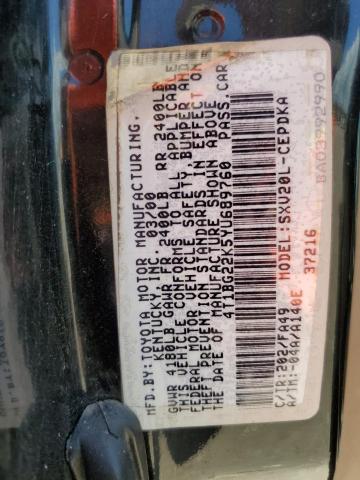 MFD.BY:TOYOTA MOTOR MANUFACTURING,
KENTUCKY, INC. 03/00
GVWR 4180LB GAWR FR 2400LB RR 2400LB
THIS VEHICLE CONFORMS TO ALL APPLICABLE
FEDERAL MOTOR VEHICLE SAFETY, BUMPER, AND
THEFT PREVENTION STANDARDS IN EFFECT ON
THE DATE OF MANUFACTURE SHOWN ABOVE.
4T1BG22K5YU687160 PASS.CAR
C/TR:202/FA49 MODEL:SXV20L-CEPDKA
A/TM:-04A/A140E 37216
BA03992990